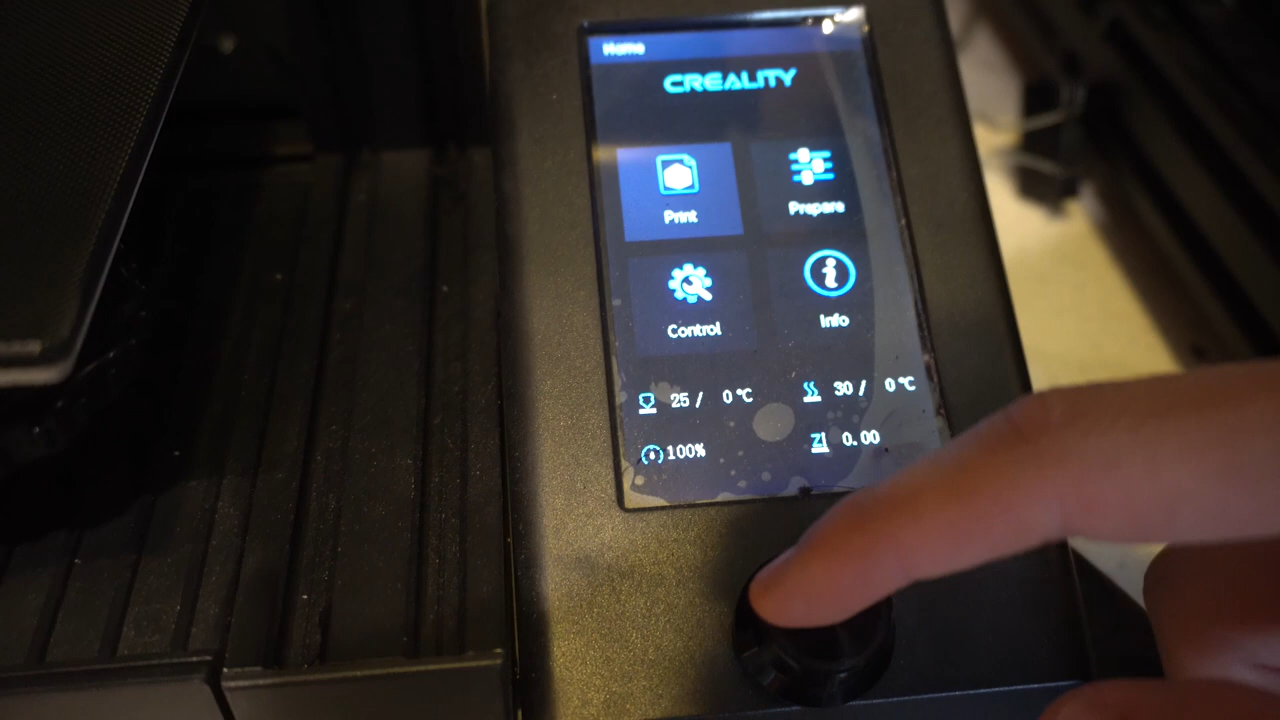 Home
CREALITY
Print
Prepare
Control
Info
25 / 0℃
30 / 0℃
100%
0.00